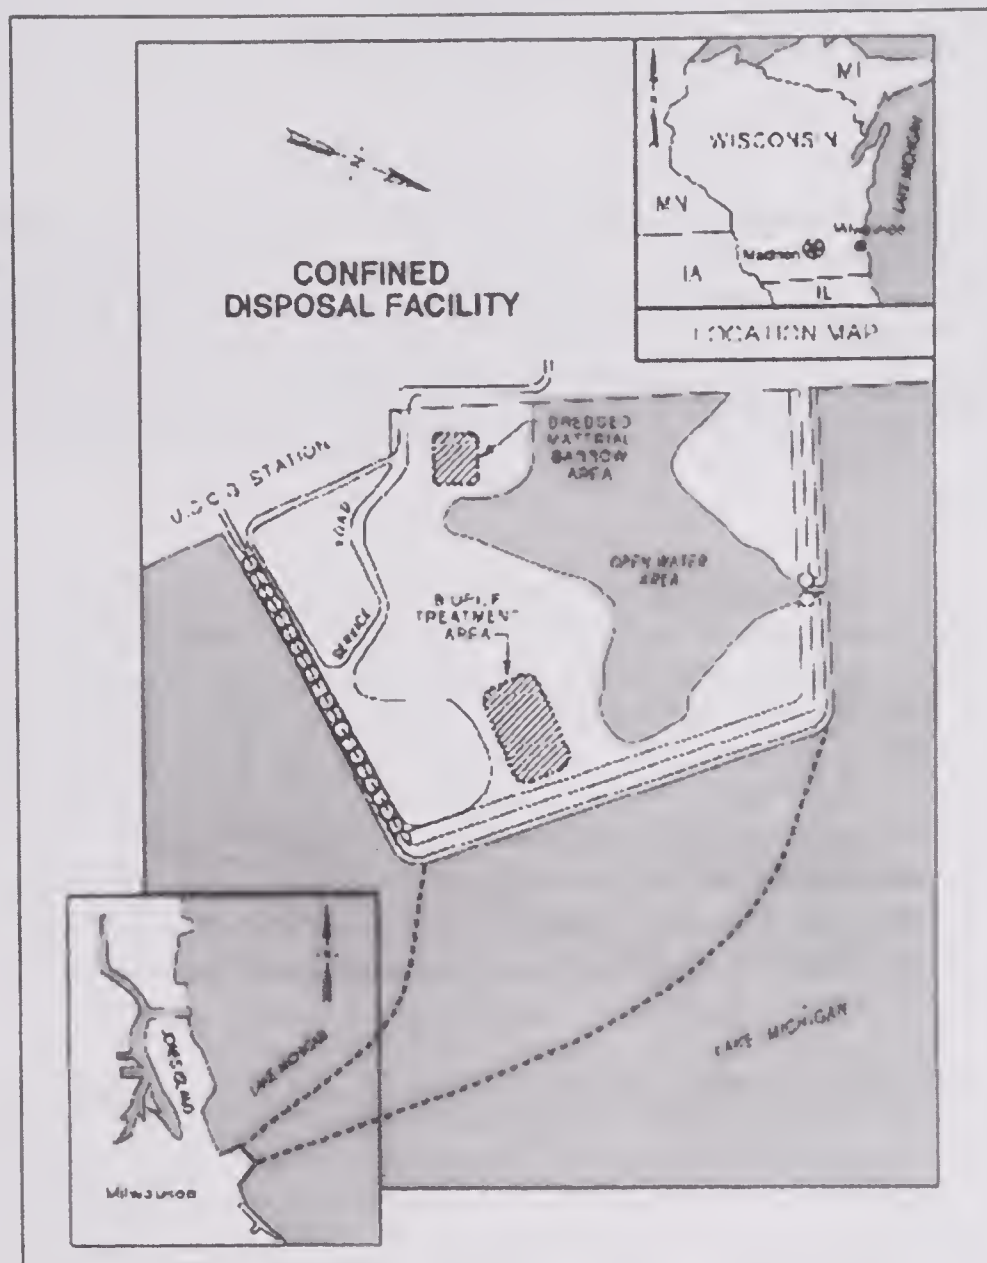 MI
WISCONSIN
LAKE MICHIGAN
MN
Milwaukee
Madison
IA
IL
LOCATION MAP
CONFINED
DISPOSAL FACILITY
DREDGED
MATERIAL
AREA
U.S.C.G. STATION
ROAD
SERVICE
OPEN WATER
AREA
TREATMENT
AREA
LAKE MICHIGAN
LAKE MICHIGAN
JONES ISLAND
Milwaukee